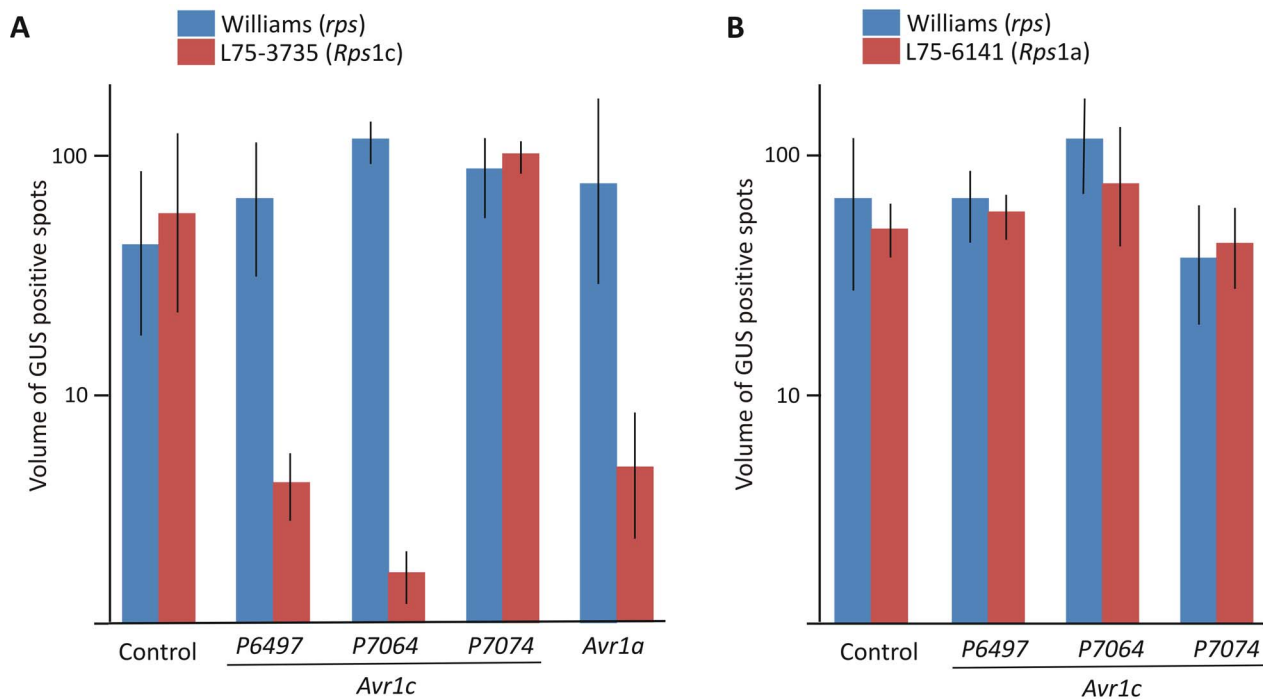 A
Williams (rps)
L75-3735 (Rps1c)
Volume of GUS positive spots
100
10
Control
P6497
P7064
P7074
Avr1a
Avr1c
B
Williams (rps)
L75-6141 (Rps1a)
Volume of GUS positive spots
100
10
Control
P6497
P7064
P7074
Avr1c